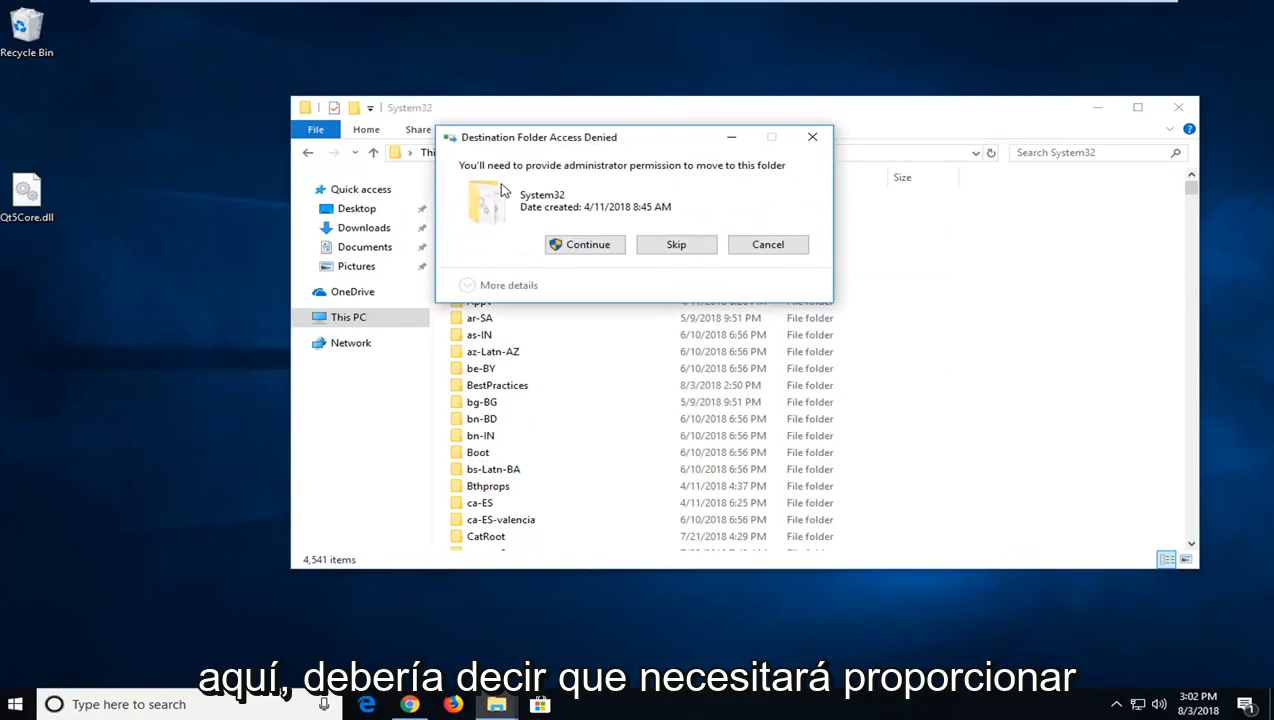 Recycle Bin
Qt5Core.dll
System32
File Home Share
Thi
Search System32
Destination Folder Access Denied
You'll need to provide administrator permission to move to this folder
System32
Date created: 4/11/2018 8:45 AM
Continue Skip Cancel
More details
Size
Quick access
Desktop
Downloads
Documents
Pictures
OneDrive
This PC
Network
ar-SA 5/9/2018 9:51 PM File folder
as-IN 6/10/2018 6:56 PM File folder
az-Latn-AZ 6/10/2018 6:56 PM File folder
be-BY 6/10/2018 6:56 PM File folder
BestPractices 8/3/2018 2:50 PM File folder
bg-BG 5/9/2018 9:51 PM File folder
bn-BD 6/10/2018 6:56 PM File folder
bn-IN 6/10/2018 6:56 PM File folder
Boot 6/10/2018 6:56 PM File folder
bs-Latn-BA 6/10/2018 6:56 PM File folder
Bthprops 4/11/2018 4:37 PM File folder
ca-ES 4/11/2018 6:25 PM File folder
ca-ES-valencia 6/10/2018 6:56 PM File folder
CatRoot 7/21/2018 4:29 PM File folder
4,541 items
aquí, debería decir que necesitará proporcionar
Type here to search
3:02 PM
8/3/2018
1